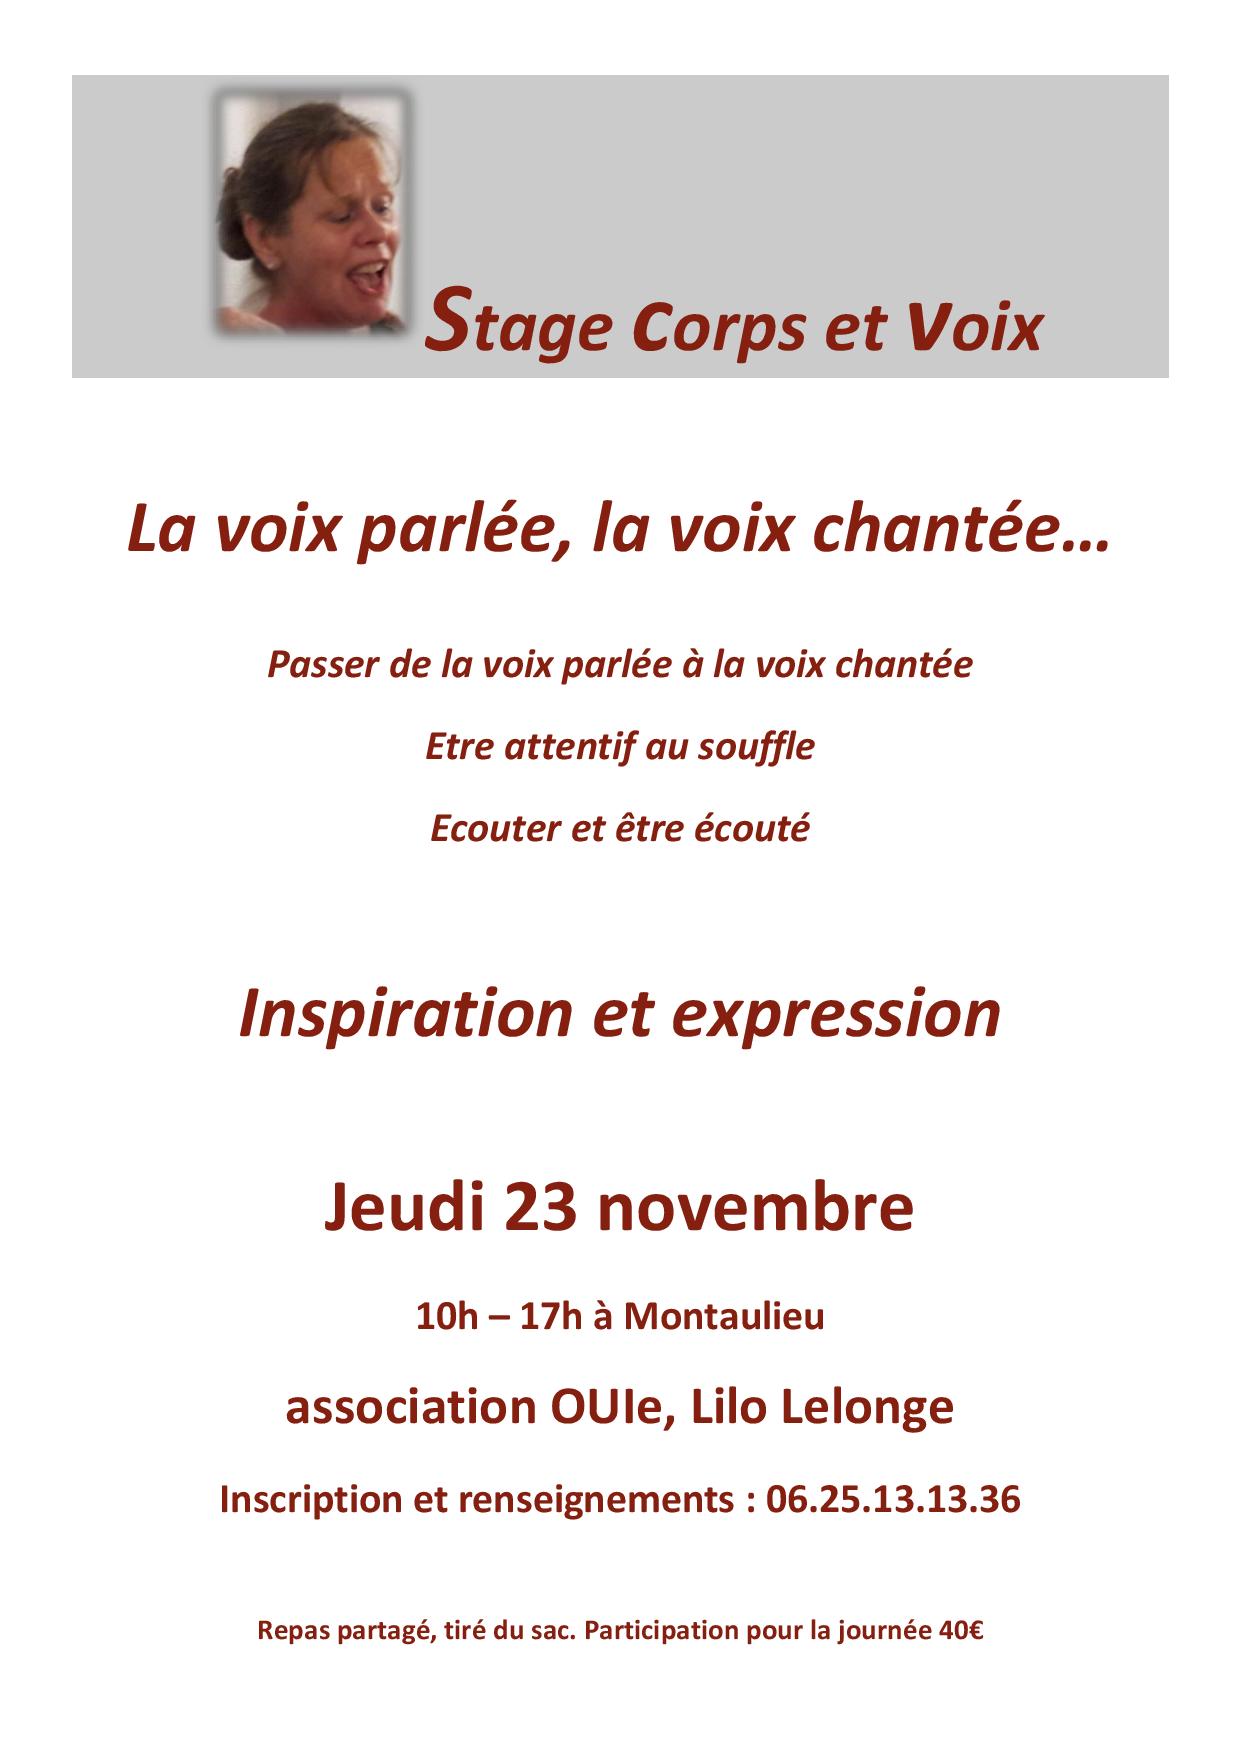 Stage Corps et Voix
La voix parlée, la voix chantée...
Passer de la voix parlée à la voix chantée
Etre attentif au souffle
Ecouter et être écouté
Inspiration et expression
Jeudi 23 novembre
10h – 17h à Montaulieu
association OUIe, Lilo Lelonge
Inscription et renseignements : 06.25.13.13.36
Repas partagé, tiré du sac. Participation pour la journée 40€